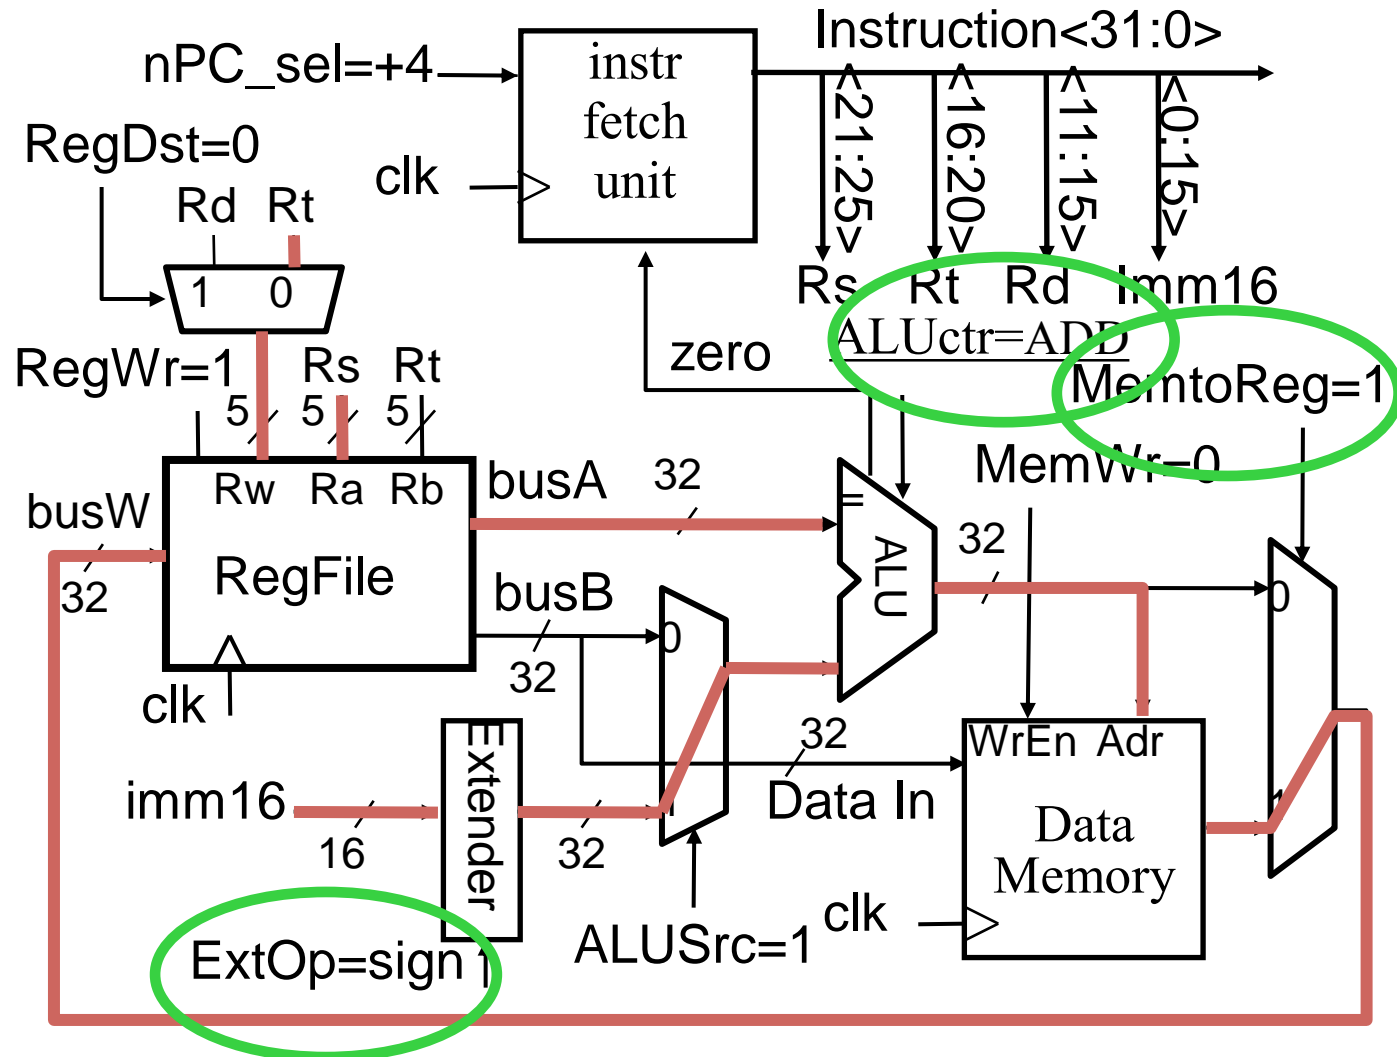 Instruction<31:0>
nPC_sel=+4
instr
fetch
unit
<21:25>
<16:20>
<11:15>
<0:15>
RegDst=0
clk
Rd
Rt
Rs
Rt
Rd
Imm16
1
0
ALUctr=ADD
zero
RegWr=1
Rs
Rt
MemtoReg=1
5
5
5
MemWr=0
Rw
Ra
Rb
busA
32
=
busW
32
ALU
32
RegFile
busB
0
0
32
clk
Extender
32
WrEn
Adr
imm16
Data In
1
1
16
32
Data
Memory
clk
ExtOp=sign
ALUSrc=1